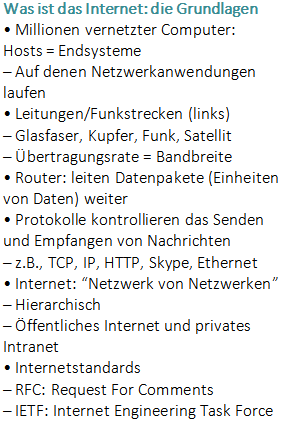 Was ist das Internet: die Grundlagen
• Millionen vernetzter Computer:
Hosts = Endsysteme
– Auf denen Netzwerkanwendungen
laufen
• Leitungen/Funkstrecken (links)
– Glasfaser, Kupfer, Funk, Satellit
– Übertragungsrate = Bandbreite
• Router: leiten Datenpakete (Einheiten
von Daten) weiter
• Protokolle kontrollieren das Senden
und Empfangen von Nachrichten
– z.B., TCP, IP, HTTP, Skype, Ethernet
• Internet: “Netzwerk von Netzwerken”
– Hierarchisch
– Öffentliches Internet und privates
Intranet
• Internetstandards
– RFC: Request For Comments
– IETF: Internet Engineering Task Force